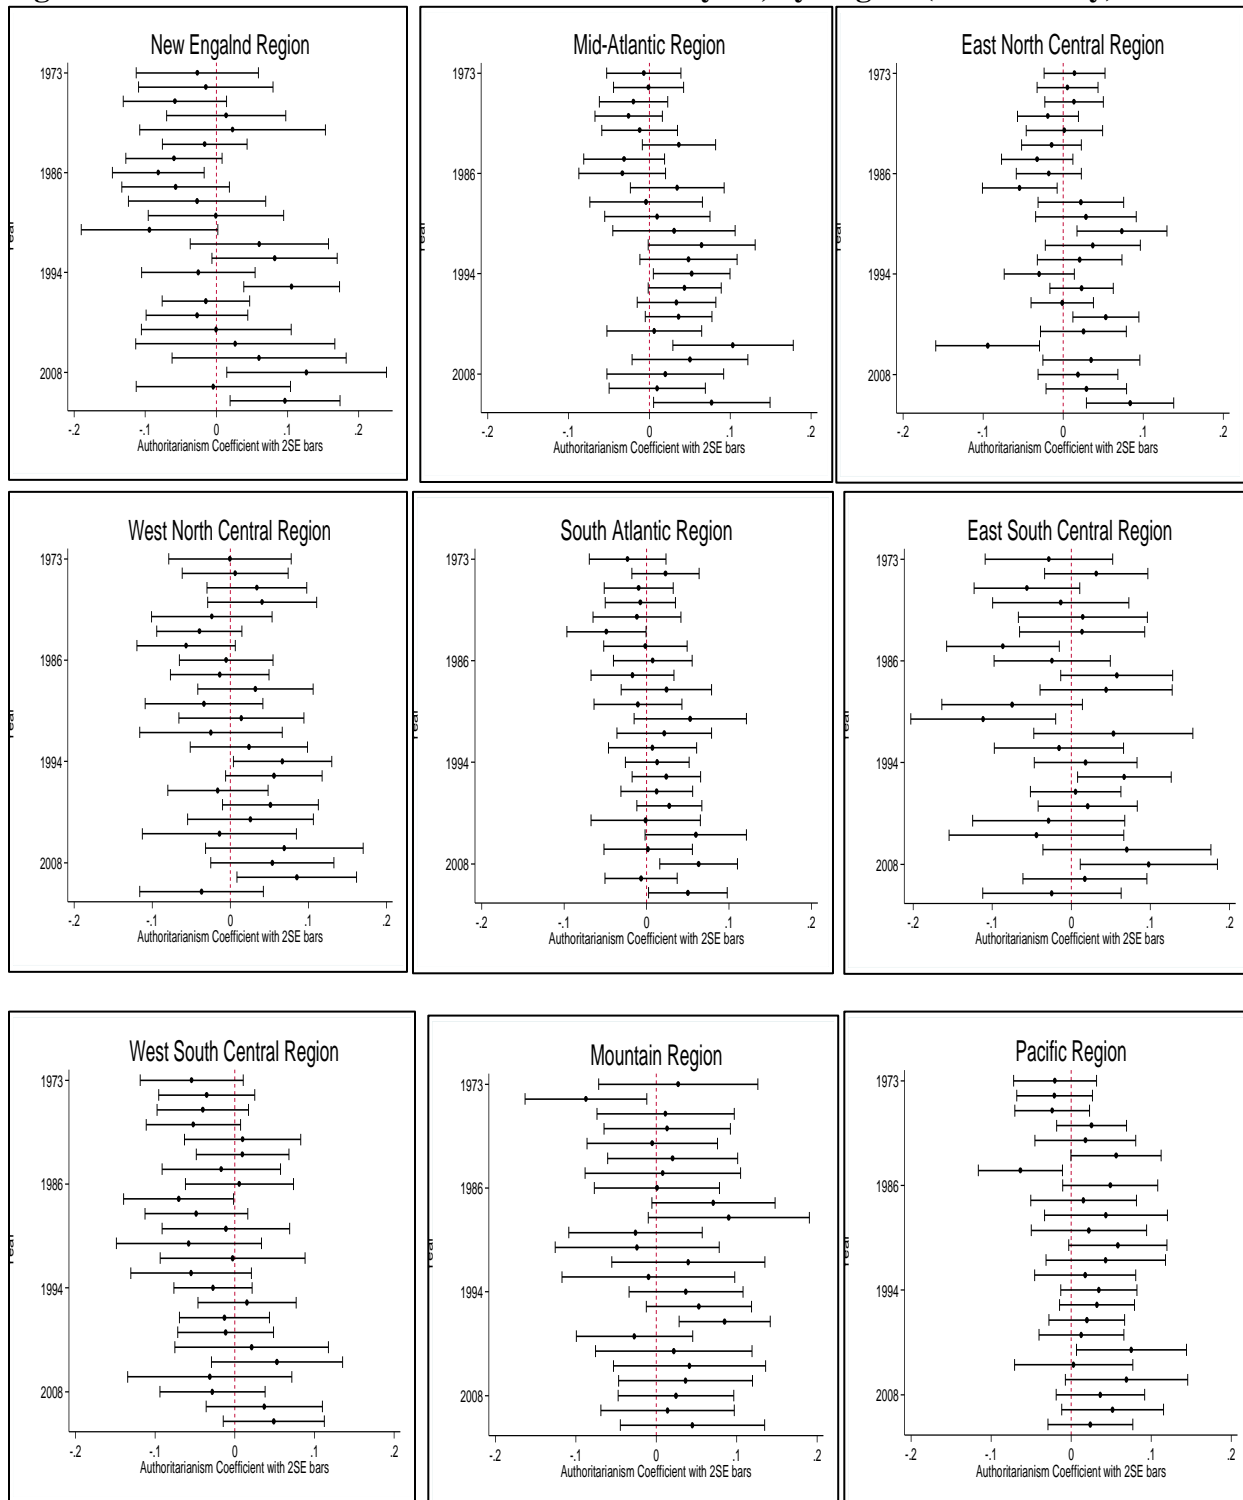 New Engalnd Region
1973
1986
1994
2008
-.2 -.1 0 .1 .2
Authoritarianism Coefficient with 2SE bars
Mid-Atlantic Region
1973
1986
1994
2008
-.2 -.1 0 .1 .2
Authoritarianism Coefficient with 2SE bars
East North Central Region
1973
1986
1994
2008
-.2 -.1 0 .1 .2
Authoritarianism Coefficient with 2SE bars
West North Central Region
1973
1986
1994
2008
-.2 -.1 0 .1 .2
Authoritarianism Coefficient with 2SE bars
South Atlantic Region
1973
1986
1994
2008
-.2 -.1 0 .1 .2
Authoritarianism Coefficient with 2SE bars
East South Central Region
1973
1986
1994
2008
-.2 -.1 0 .1 .2
Authoritarianism Coefficient with 2SE bars
West South Central Region
1973
1986
1994
2008
-.2 -.1 0 .1 .2
Authoritarianism Coefficient with 2SE bars
Mountain Region
1973
1986
1994
2008
-.2 -.1 0 .1 .2
Authoritarianism Coefficient with 2SE bars
Pacific Region
1973
1986
1994
2008
-.2 -.1 0 .1 .2
Authoritarianism Coefficient with 2SE bars